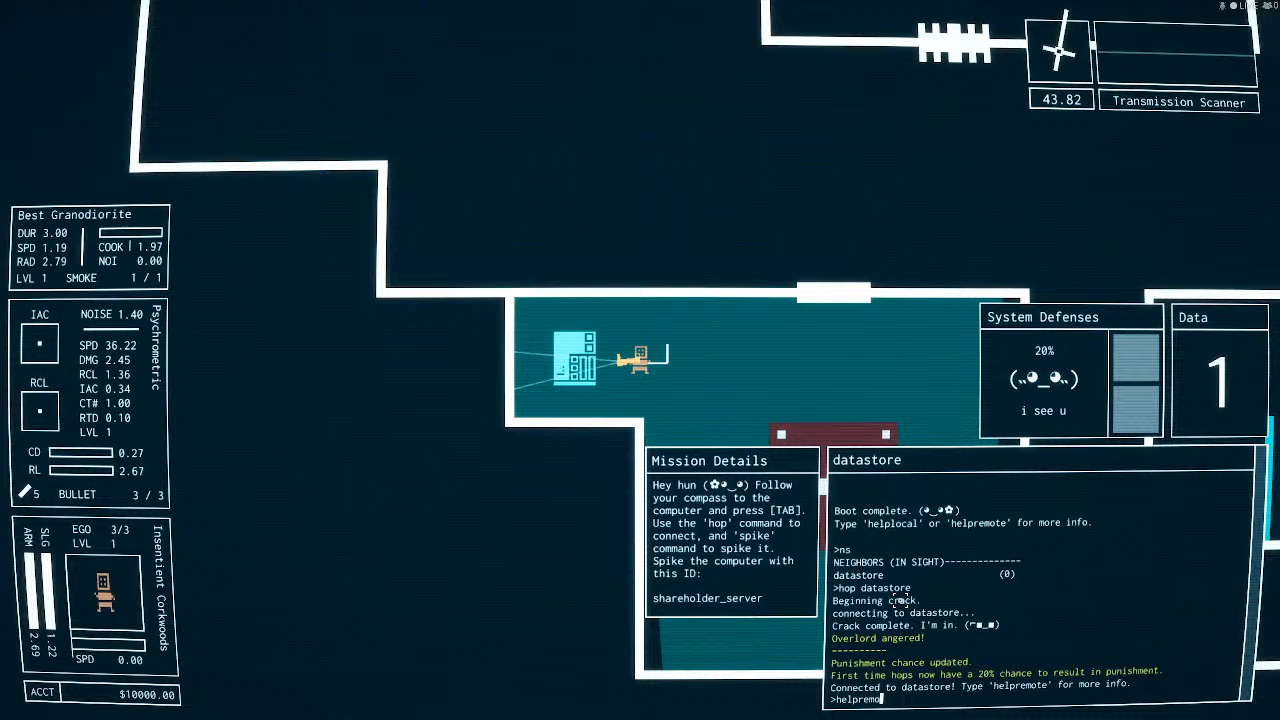 LIVE 0
43.82
Transmission Scanner
Best Granodiorite
DUR 3.00
SPD 1.19
RAD 2.79
COOK 1.97
NOI 0.00
LVL 1 SMOKE 1 / 1
IAC
RCL
NOISE 1.40
SPD 36.22
DMG 2.45
RCL 1.36
IAC 0.34
CT# 1.00
RTD 0.10
LVL 1
Psychrometric
CD 0.27
RL 2.67
5 BULLET 3 / 3
ARM
SLG
EGO 3/3
LVL 1
Insentient Corkwoods
2.69
1.22
SPD 0.00
ACCT $10000.00
System Defenses
20%
(⸝⸝◕_◕⸝⸝)
i see u
Data
1
Mission Details
Hey hun (✿◕‿◕) Follow
your compass to the
computer and press [TAB].
Use the 'hop' command to
connect, and 'spike'
command to spike it.
Spike the computer with
this ID:
shareholder_server
datastore
Boot complete. (◕‿◕✿)
Type 'helplocal' or 'helpremote' for more info.
>ns
NEIGHBORS (IN SIGHT)--------------
datastore (0)
>hop datastore
Beginning crack.
connecting to datastore...
Crack complete. I'm in. (⌐■_■)
Overlord angered!
----------
Punishment chance updated.
First time hops now have a 20% chance to result in punishment.
Connected to datastore! Type 'helpremote' for more info.
>helpremo